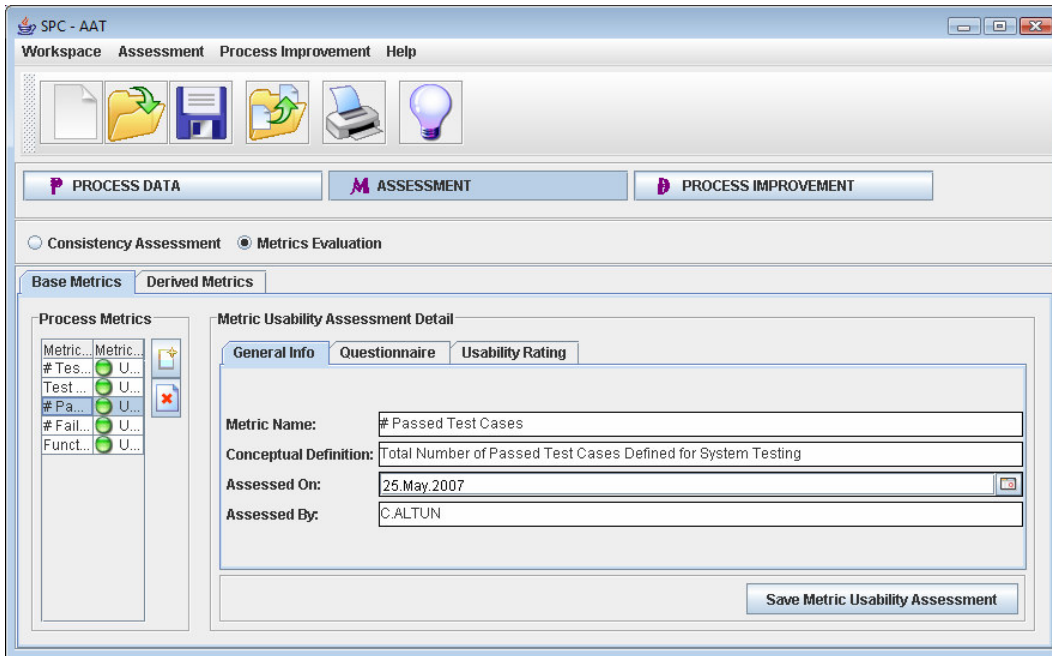 SPC - AAT
Workspace Assessment Process Improvement Help
P PROCESS DATA M ASSESSMENT PROCESS IMPROVEMENT
Consistency Assessment Metrics Evaluation
Base Metrics Derived Metrics
Process Metrics
Metric... Metric...
# Tes... U...
Test ... U...
# Pa... U...
# Fail... U...
Funct... U...
Metric Usability Assessment Detail
General Info Questionnaire Usability Rating
Metric Name: # Passed Test Cases
Conceptual Definition: Total Number of Passed Test Cases Defined for System Testing
Assessed On: 25.May.2007
Assessed By: C.ALTUN
Save Metric Usability Assessment